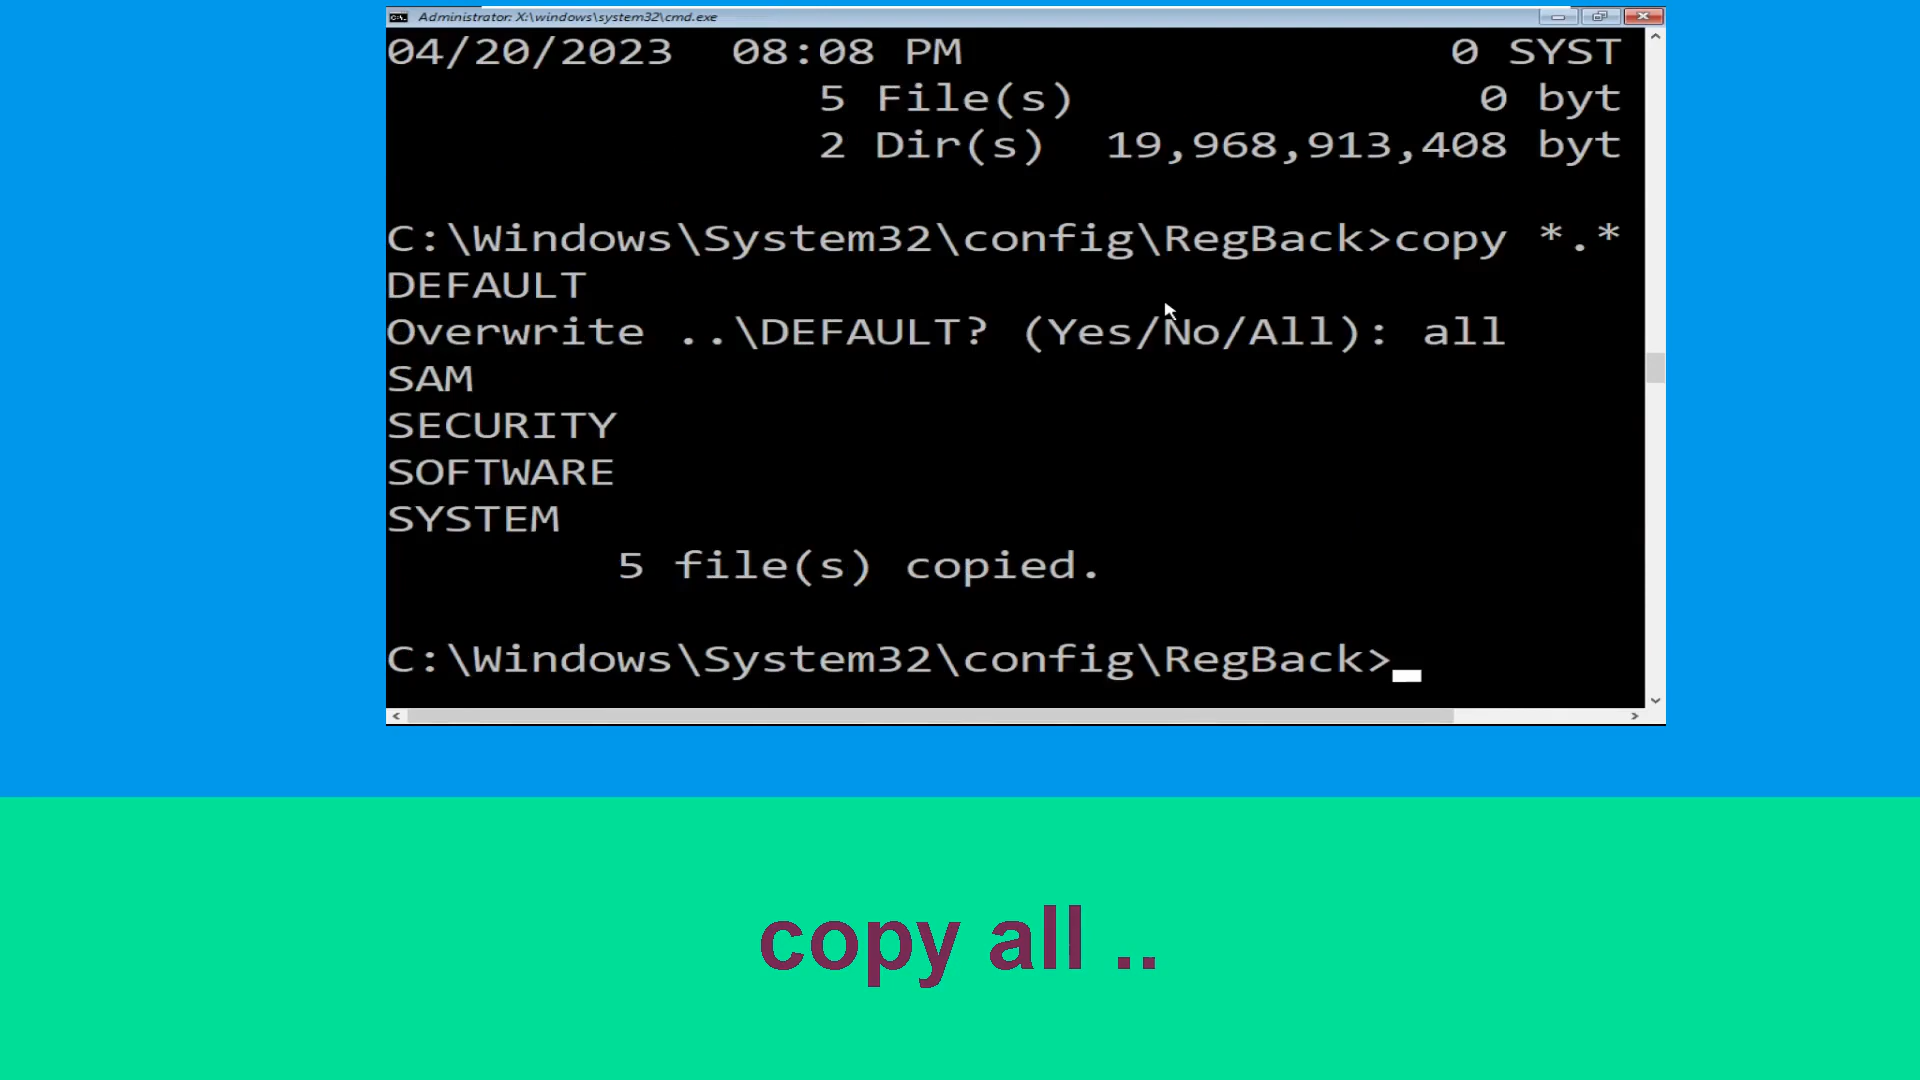 Administrator: X:\windows\system32\cmd.exe
04/20/2023  08:08 PM                 0 SYST
               5 File(s)              0 byt
               2 Dir(s)  19,968,913,408 byt
C:\Windows\System32\config\RegBack>copy *.*
DEFAULT
Overwrite ..\DEFAULT? (Yes/No/All): all
SAM
SECURITY
SOFTWARE
SYSTEM
        5 file(s) copied.
C:\Windows\System32\config\RegBack>
copy all ..